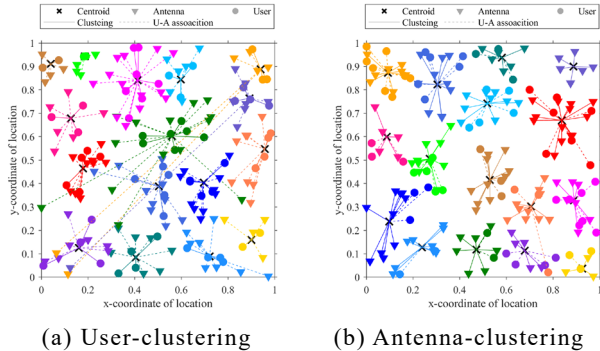 Centroid Antenna User
Clusteing U-A assoacition
1
0.9
0.8
0.7
0.6
0.5
0.4
0.3
0.2
0.1
0
y-coordinate of location
0 0.2 0.4 0.6 0.8 1
x-coordinate of location
(a) User-clustering
Centroid Antenna User
Clusteing U-A assoacition
1
0.9
0.8
0.7
0.6
0.5
0.4
0.3
0.2
0.1
0
y-coordinate of location
0 0.2 0.4 0.6 0.8 1
x-coordinate of location
(b) Antenna-clustering